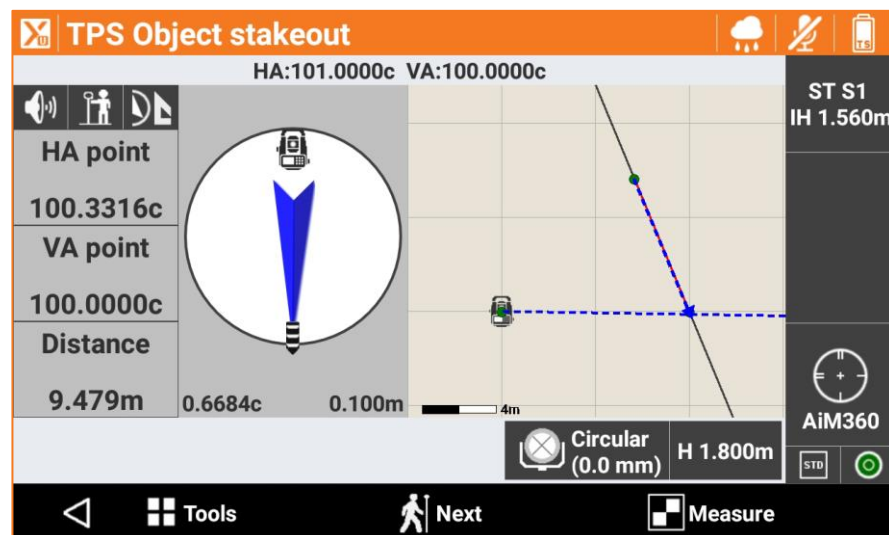 TPS Object stakeout
TS
HA:101.0000c VA:100.0000c
ST S1
IH 1.560m
HA point
100.3316c
VA point
100.0000c
Distance
9.479m
0.6684c 0.100m
4m
AiM360
Circular
(0.0 mm)
H 1.800m
STD
Tools
Next
Measure